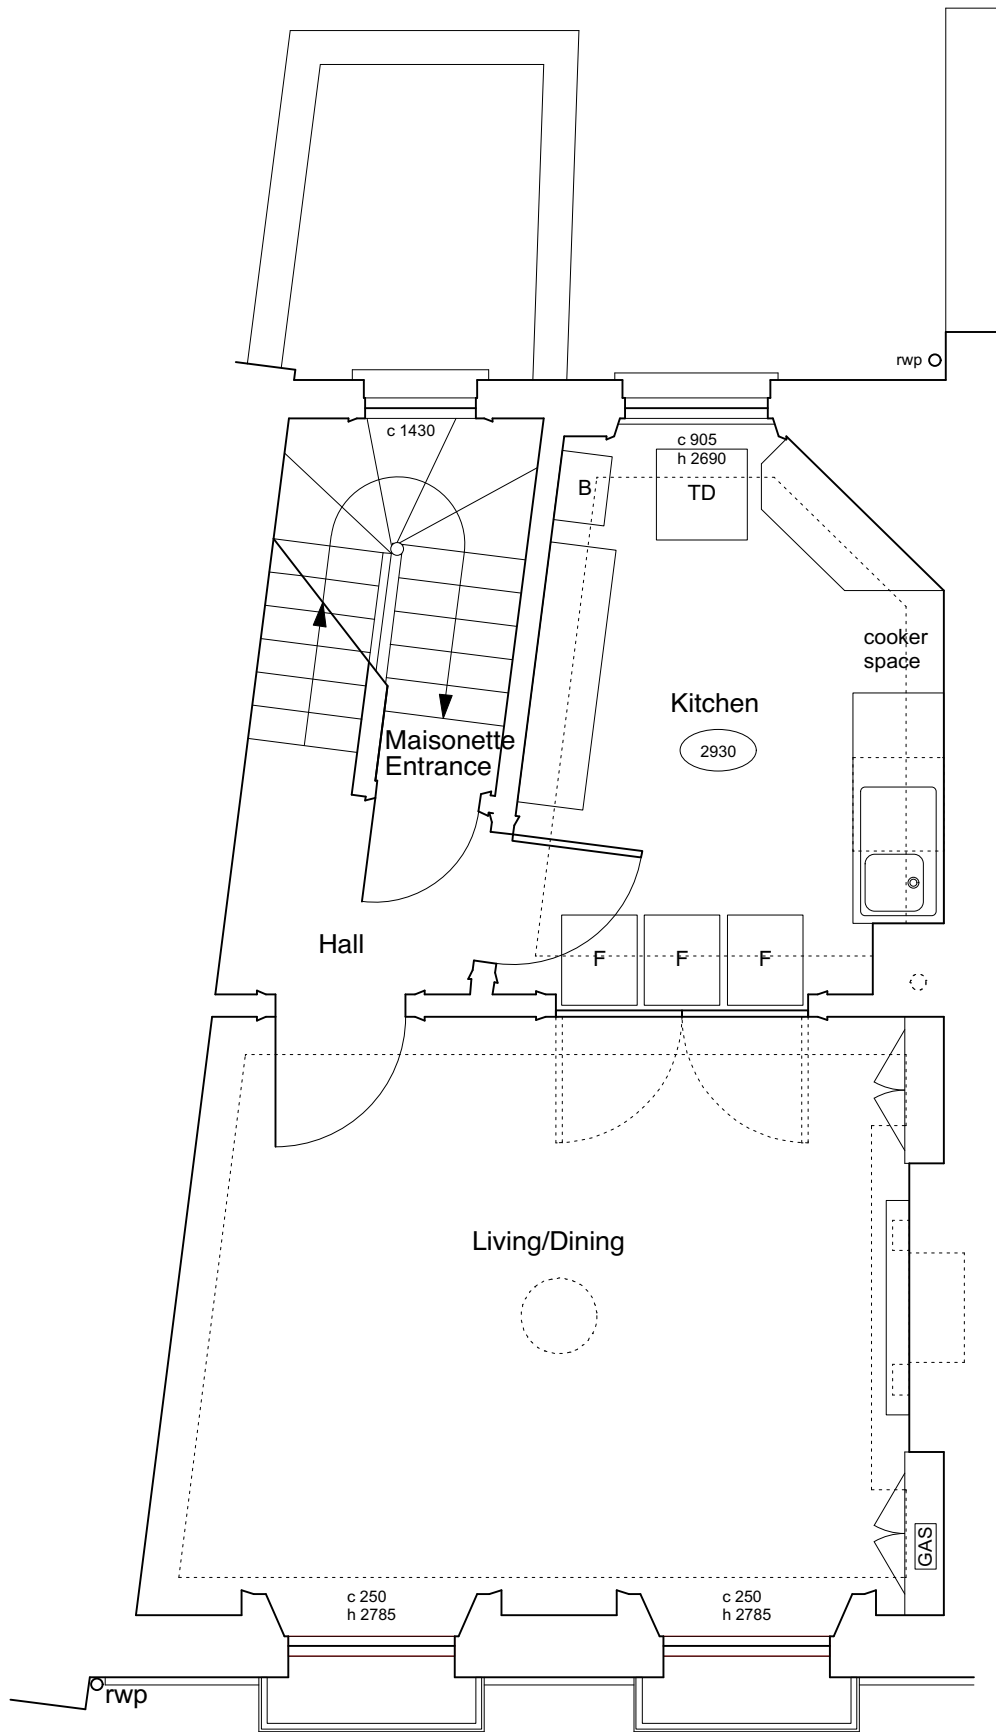 rwp
c 1430
c 905
h 2690
B
TD
cooker
space
Kitchen
2930
Maisonette
Entrance
Hall
F
F
F
Living/Dining
GAS
c 250
h 2785
c 250
h 2785
rwp